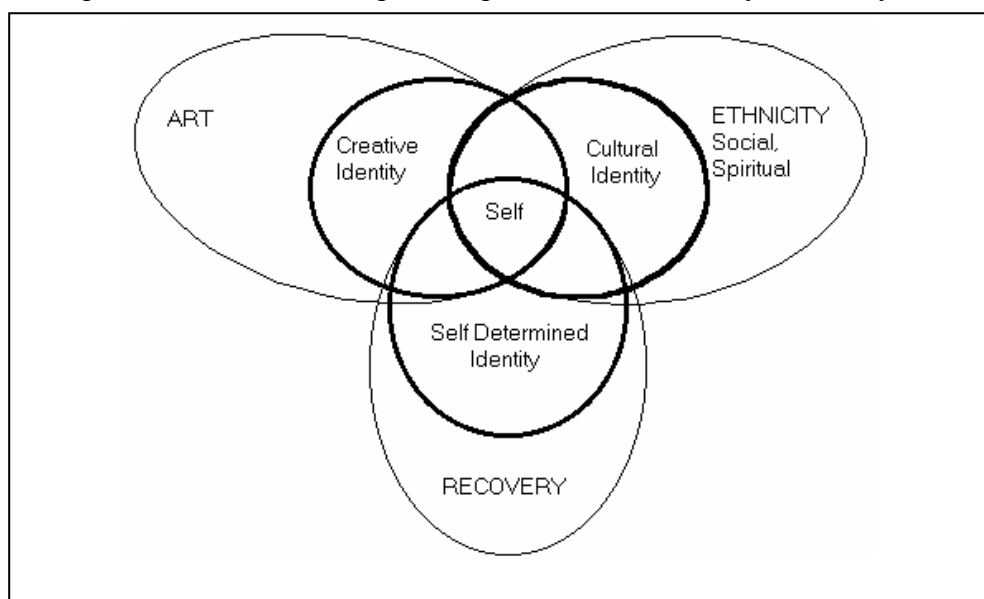 ART
ETHNICITY
Social,
Spiritual
Creative
Identity
Cultural
Identity
Self
Self Determined
Identity
RECOVERY